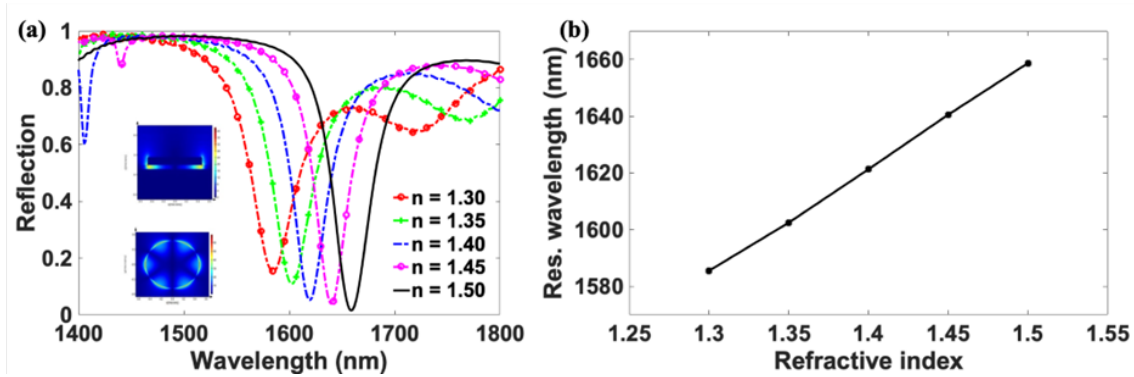 (a)
1
0.8
0.6
0.4
0.2
0
Reflection
n = 1.30
n = 1.35
n = 1.40
n = 1.45
n = 1.50
1400 1500 1600 1700 1800
Wavelength (nm)
(b)
1660
1640
1620
1600
1580
Res. wavelength (nm)
1.25 1.3 1.35 1.4 1.45 1.5 1.55
Refractive index